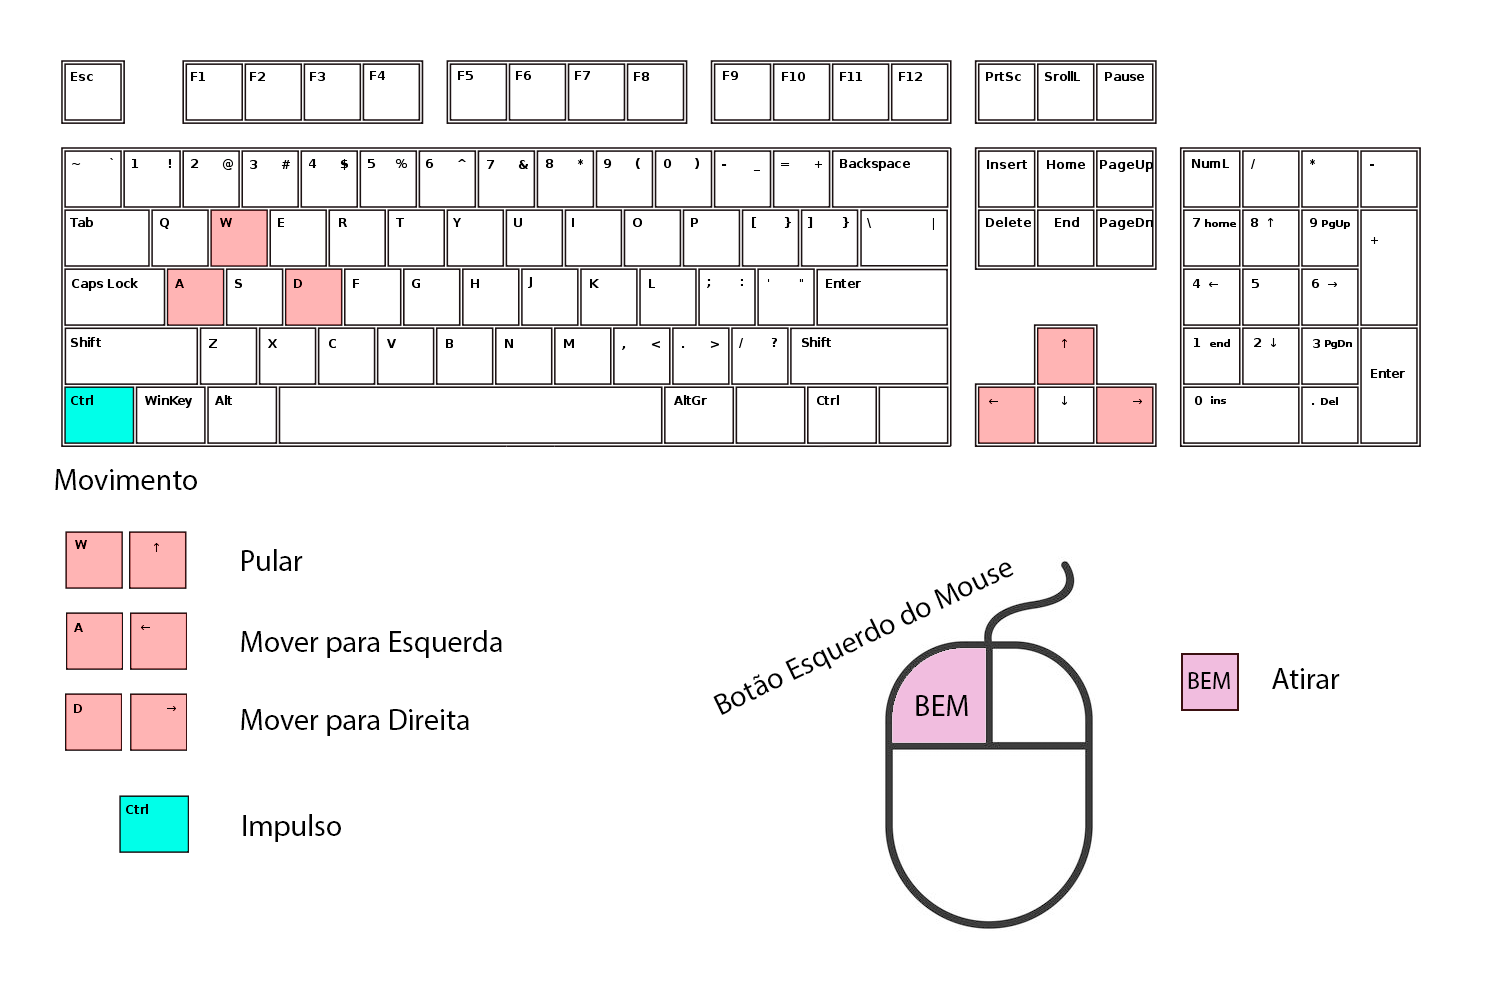 Esc F1 F2 F3 F4 F5 F6 F7 F8 F9 F10 F11 F12 PrtSc SrollL Pause
~ ` 1 ! 2 @ 3 # 4 $ 5 % 6 ^ 7 & 8 * 9 ( 0 ) - _ = + Backspace Insert Home PageUp NumL / * -
Tab Q W E R T Y U I O P [ } ] } \ | Delete End PageDn 7 home 8 ↑ 9 PgUp +
Caps Lock A S D F G H J K L ; : ' " Enter 4 ← 5 6 →
Shift Z X C V B N M , < . > / ? Shift ↑ 1 end 2 ↓ 3 PgDn Enter
Ctrl WinKey Alt AltGr Ctrl ← ↓ → 0 ins . Del
Movimento
W ↑ Pular
A ← Mover para Esquerda
D → Mover para Direita
Ctrl Impulso
Botão Esquerdo do Mouse
BEM
BEM Atirar